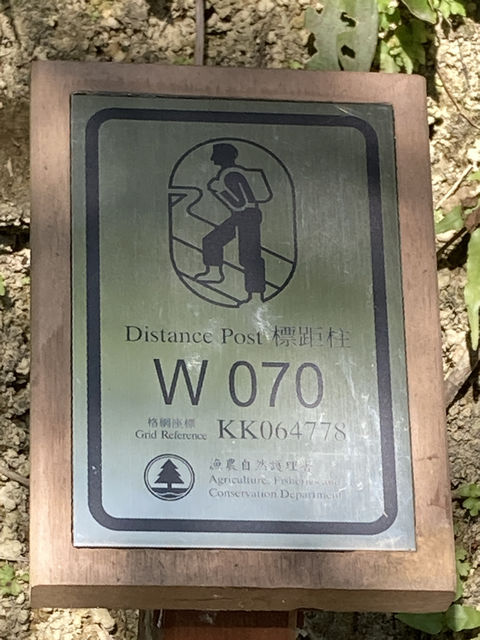 Distance Post 標距柱
W 070
格網座標
Grid Reference KK064778
漁農自然護理署
Agriculture, Fisheries and
Conservation Department